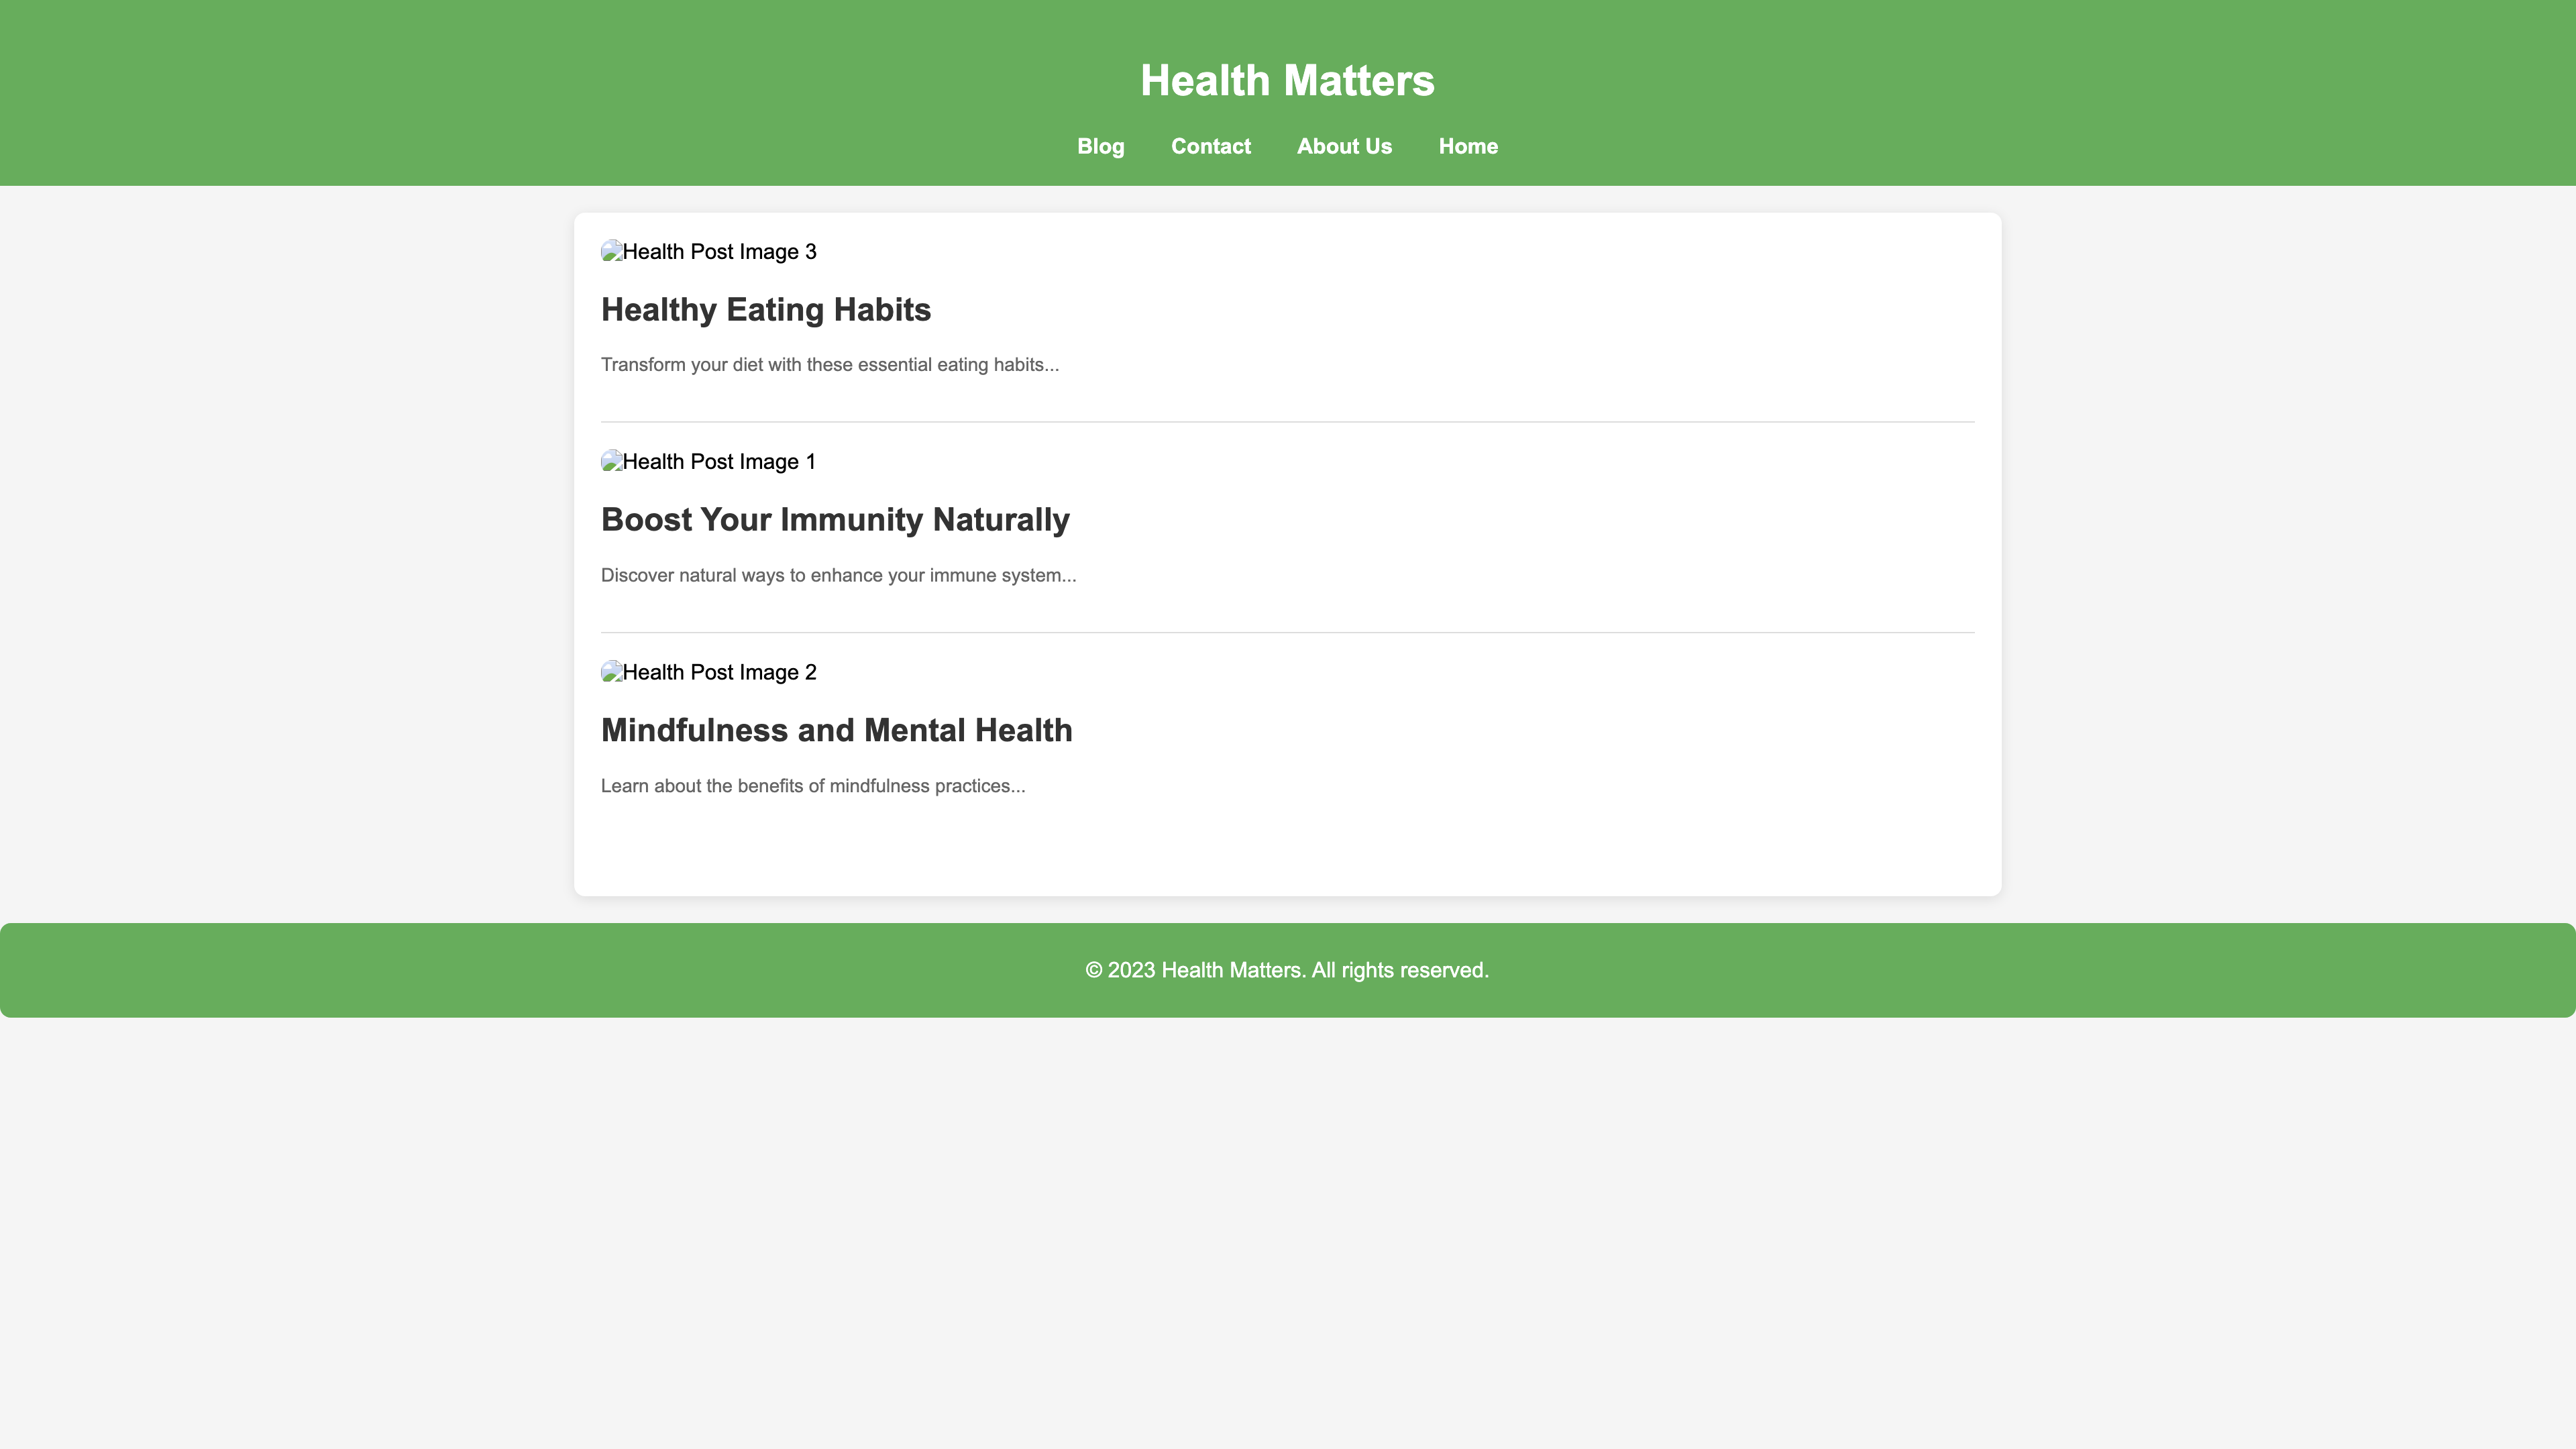 Health Matters
Blog Contact About Us Home
Health Post Image 3
Healthy Eating Habits
Transform your diet with these essential eating habits...
Health Post Image 1
Boost Your Immunity Naturally
Discover natural ways to enhance your immune system...
Health Post Image 2
Mindfulness and Mental Health
Learn about the benefits of mindfulness practices...
© 2023 Health Matters. All rights reserved.